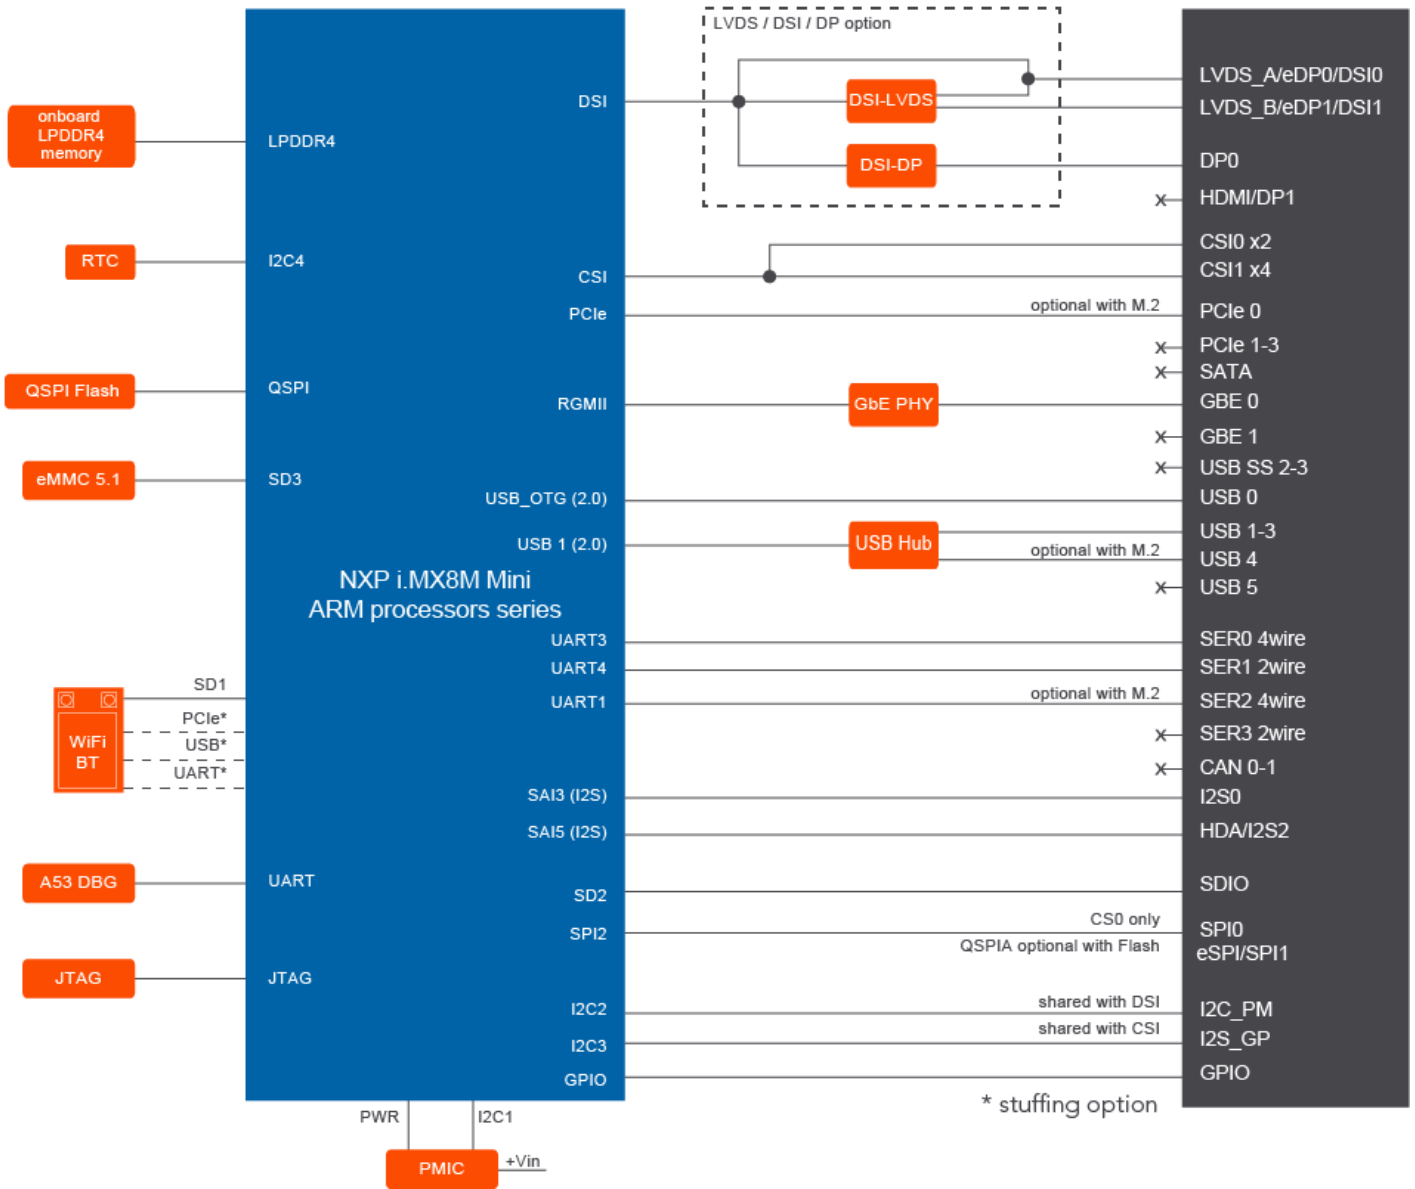 onboard
LPDDR4
memory
RTC
QSPI Flash
eMMC 5.1
WiFi
BT
A53 DBG
JTAG
SD1
PCIe*
USB*
UART*
LPDDR4
I2C4
QSPI
SD3
UART
JTAG
NXP i.MX8M Mini
ARM processors series
DSI
CSI
PCIe
RGMII
USB_OTG (2.0)
USB 1 (2.0)
UART3
UART4
UART1
SAI3 (I2S)
SAI5 (I2S)
SD2
SPI2
I2C2
I2C3
GPIO
PWR
I2C1
PMIC
+Vin
LVDS / DSI / DP option
DSI-LVDS
DSI-DP
optional with M.2
GbE PHY
USB Hub
optional with M.2
optional with M.2
CS0 only
QSPIA optional with Flash
shared with DSI
shared with CSI
* stuffing option
LVDS_A/eDP0/DSI0
LVDS_B/eDP1/DSI1
DP0
x HDMI/DP1
CSI0 x2
CSI1 x4
PCIe 0
x PCIe 1-3
x SATA
GBE 0
x GBE 1
x USB SS 2-3
USB 0
USB 1-3
USB 4
x USB 5
SER0 4wire
SER1 2wire
SER2 4wire
x SER3 2wire
x CAN 0-1
I2S0
HDA/I2S2
SDIO
SPI0
eSPI/SPI1
I2C_PM
I2S_GP
GPIO